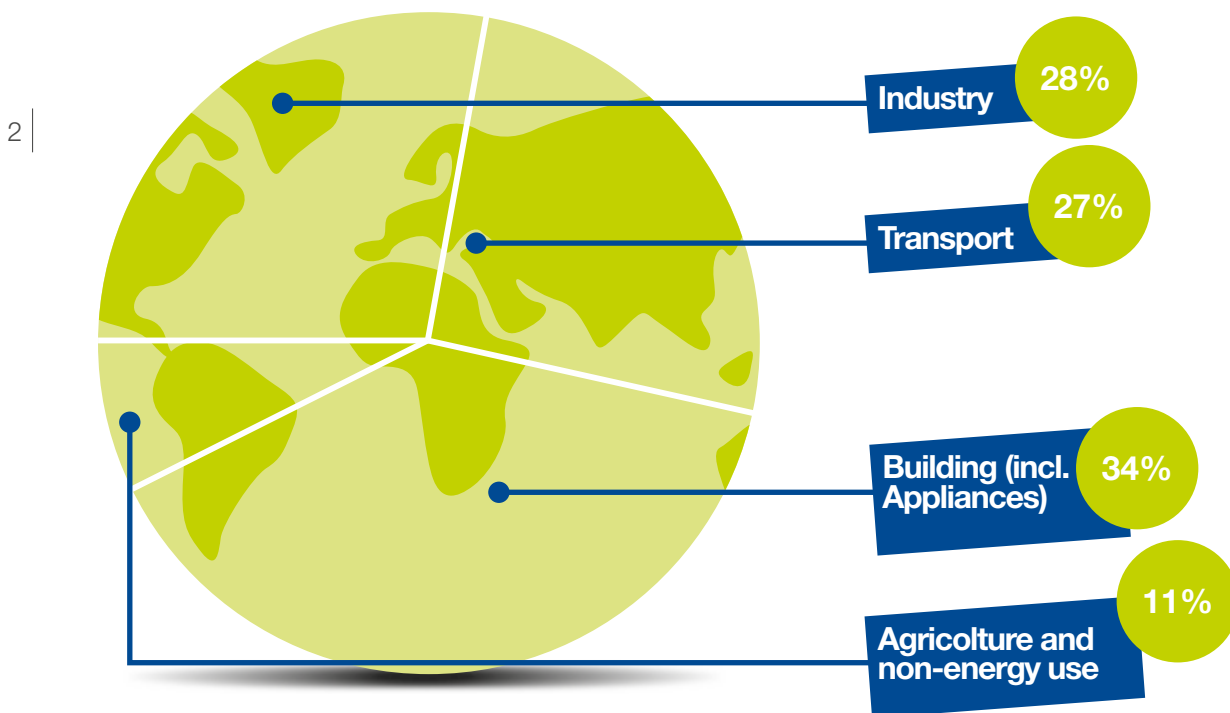 2
Industry
28%
Transport
27%
Building (incl.
Appliances)
34%
Agricolture and
non-energy use
11%